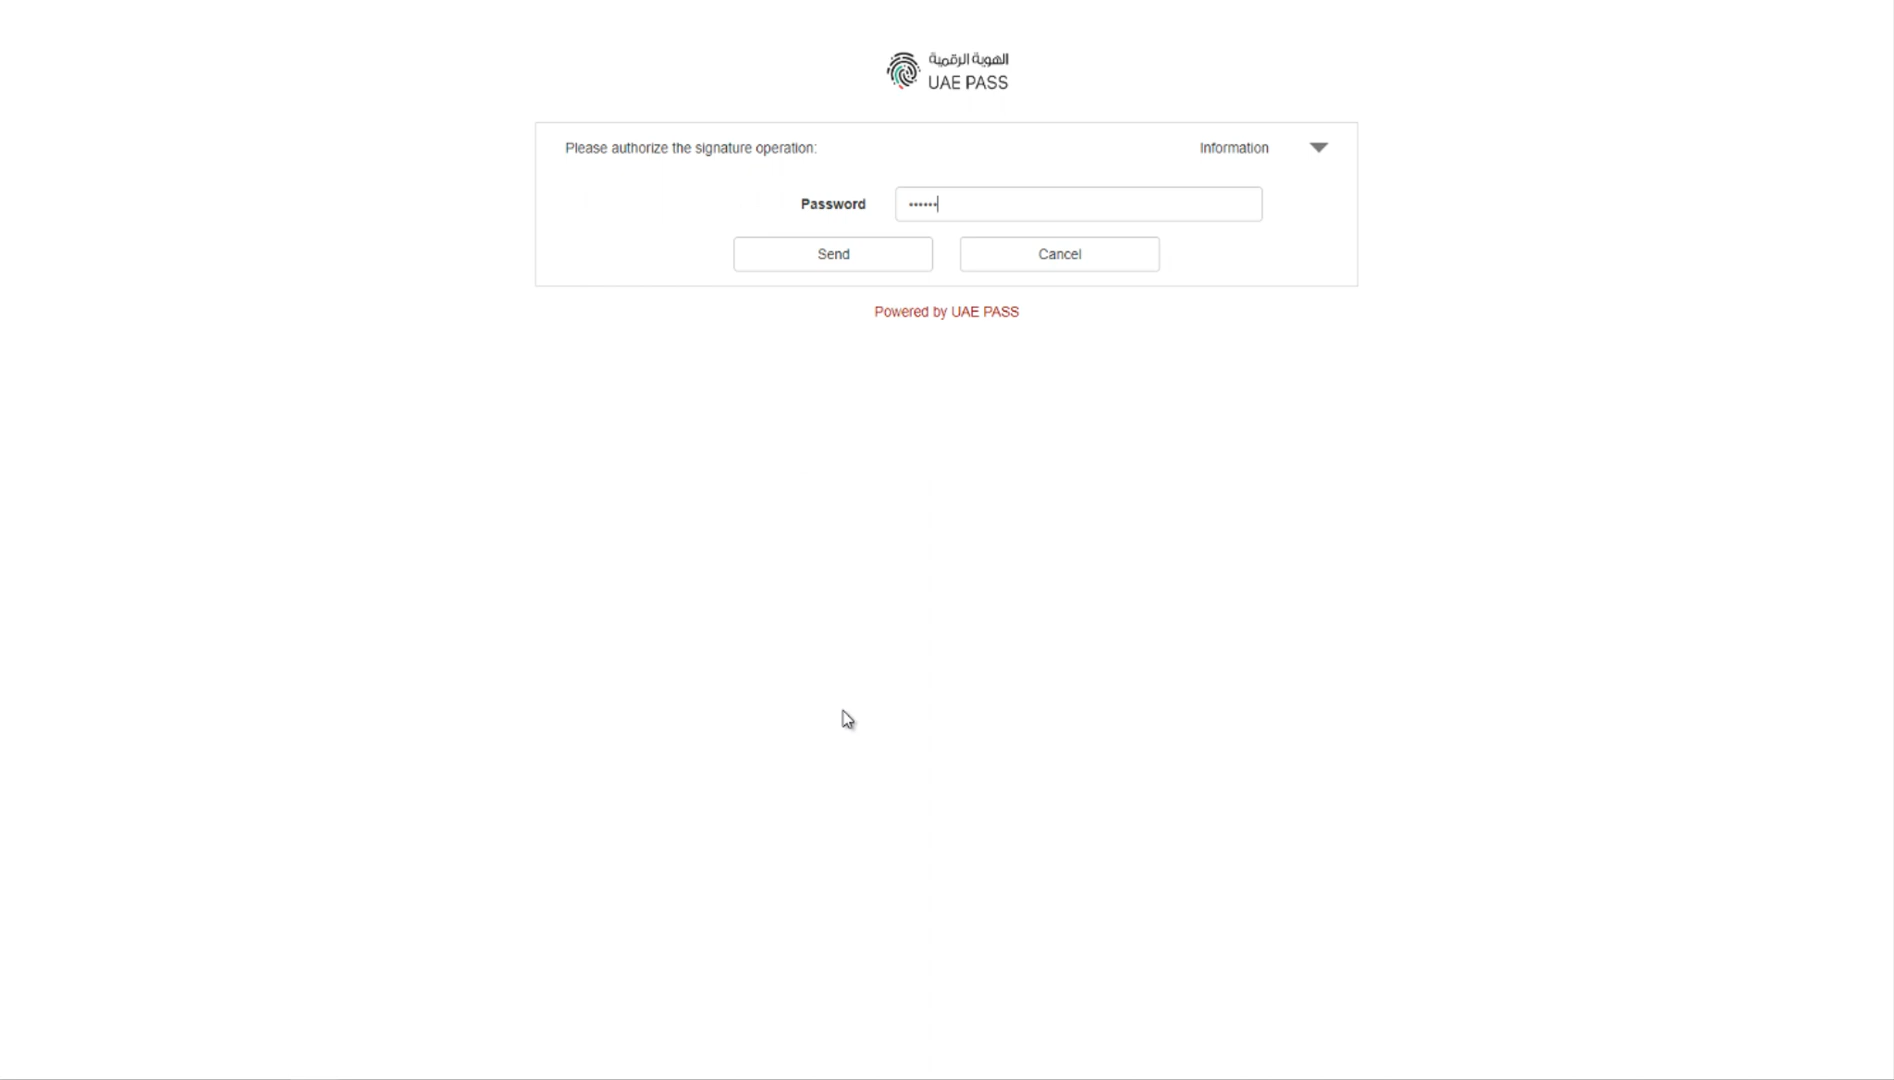 الهوية الرقمية
UAE PASS
Please authorize the signature operation:
Information
Password
••••••
Send
Cancel
Powered by UAE PASS